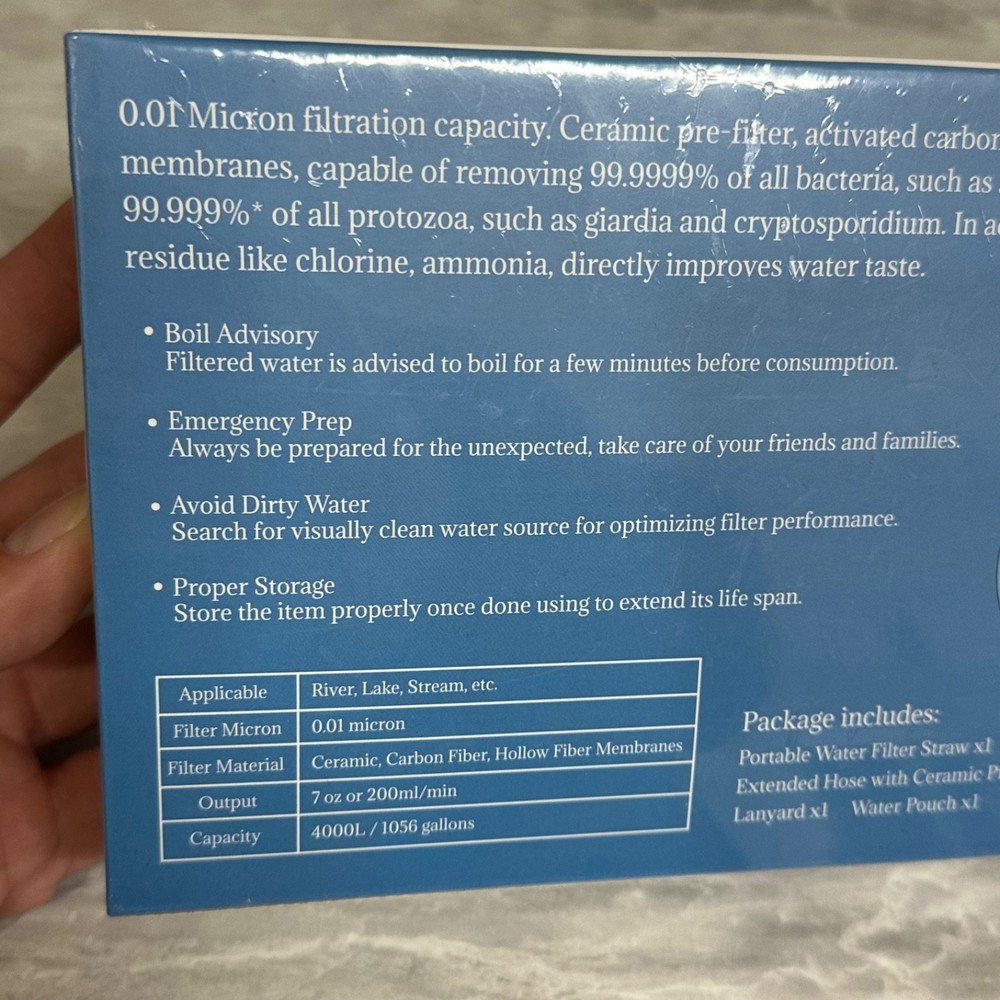 0.01 Micron filtration capacity. Ceramic pre-filter, activated carbon
membranes, capable of removing 99.9999% of all bacteria, such as
99.999%* of all protozoa, such as giardia and cryptosporidium. In
residue like chlorine, ammonia, directly improves water taste.
• Boil Advisory
Filtered water is advised to boil for a few minutes before consumption.
• Emergency Prep
Always be prepared for the unexpected, take care of your friends and families.
• Avoid Dirty Water
Search for visually clean water source for optimizing filter performance.
• Proper Storage
Store the item properly once done using to extend its life span.
Applicable River, Lake, Stream, etc.
Filter Micron 0.01 micron
Filter Material Ceramic, Carbon Fiber, Hollow Fiber Membranes
Output 7 oz or 200ml/min
Capacity 4000L / 1056 gallons
Package includes:
Portable Water Filter Straw x1
Extended Hose with Ceramic
Lanyard x1 Water Pouch x1